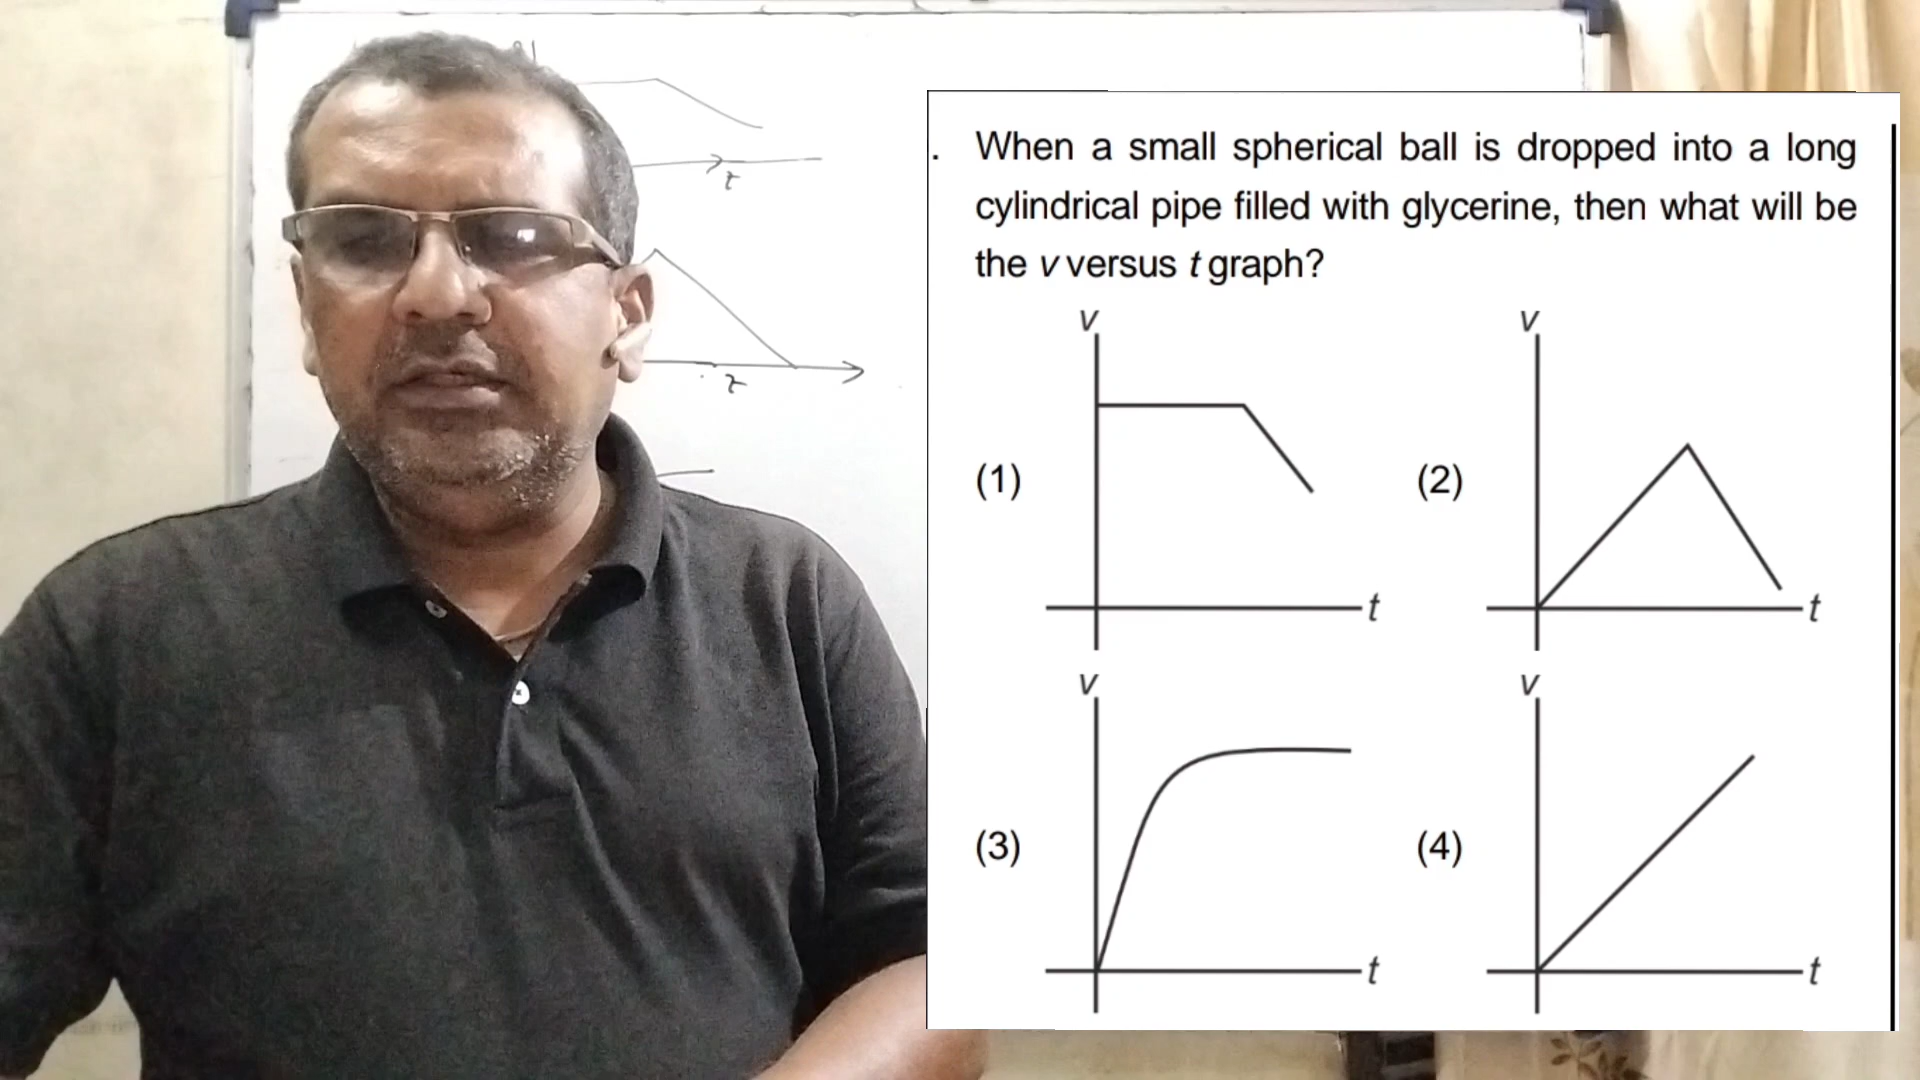 t
t
. When a small spherical ball is dropped into a long
cylindrical pipe filled with glycerine, then what will be
the v versus t graph?
(1) v t
(2) v t
(3) v t
(4) v t